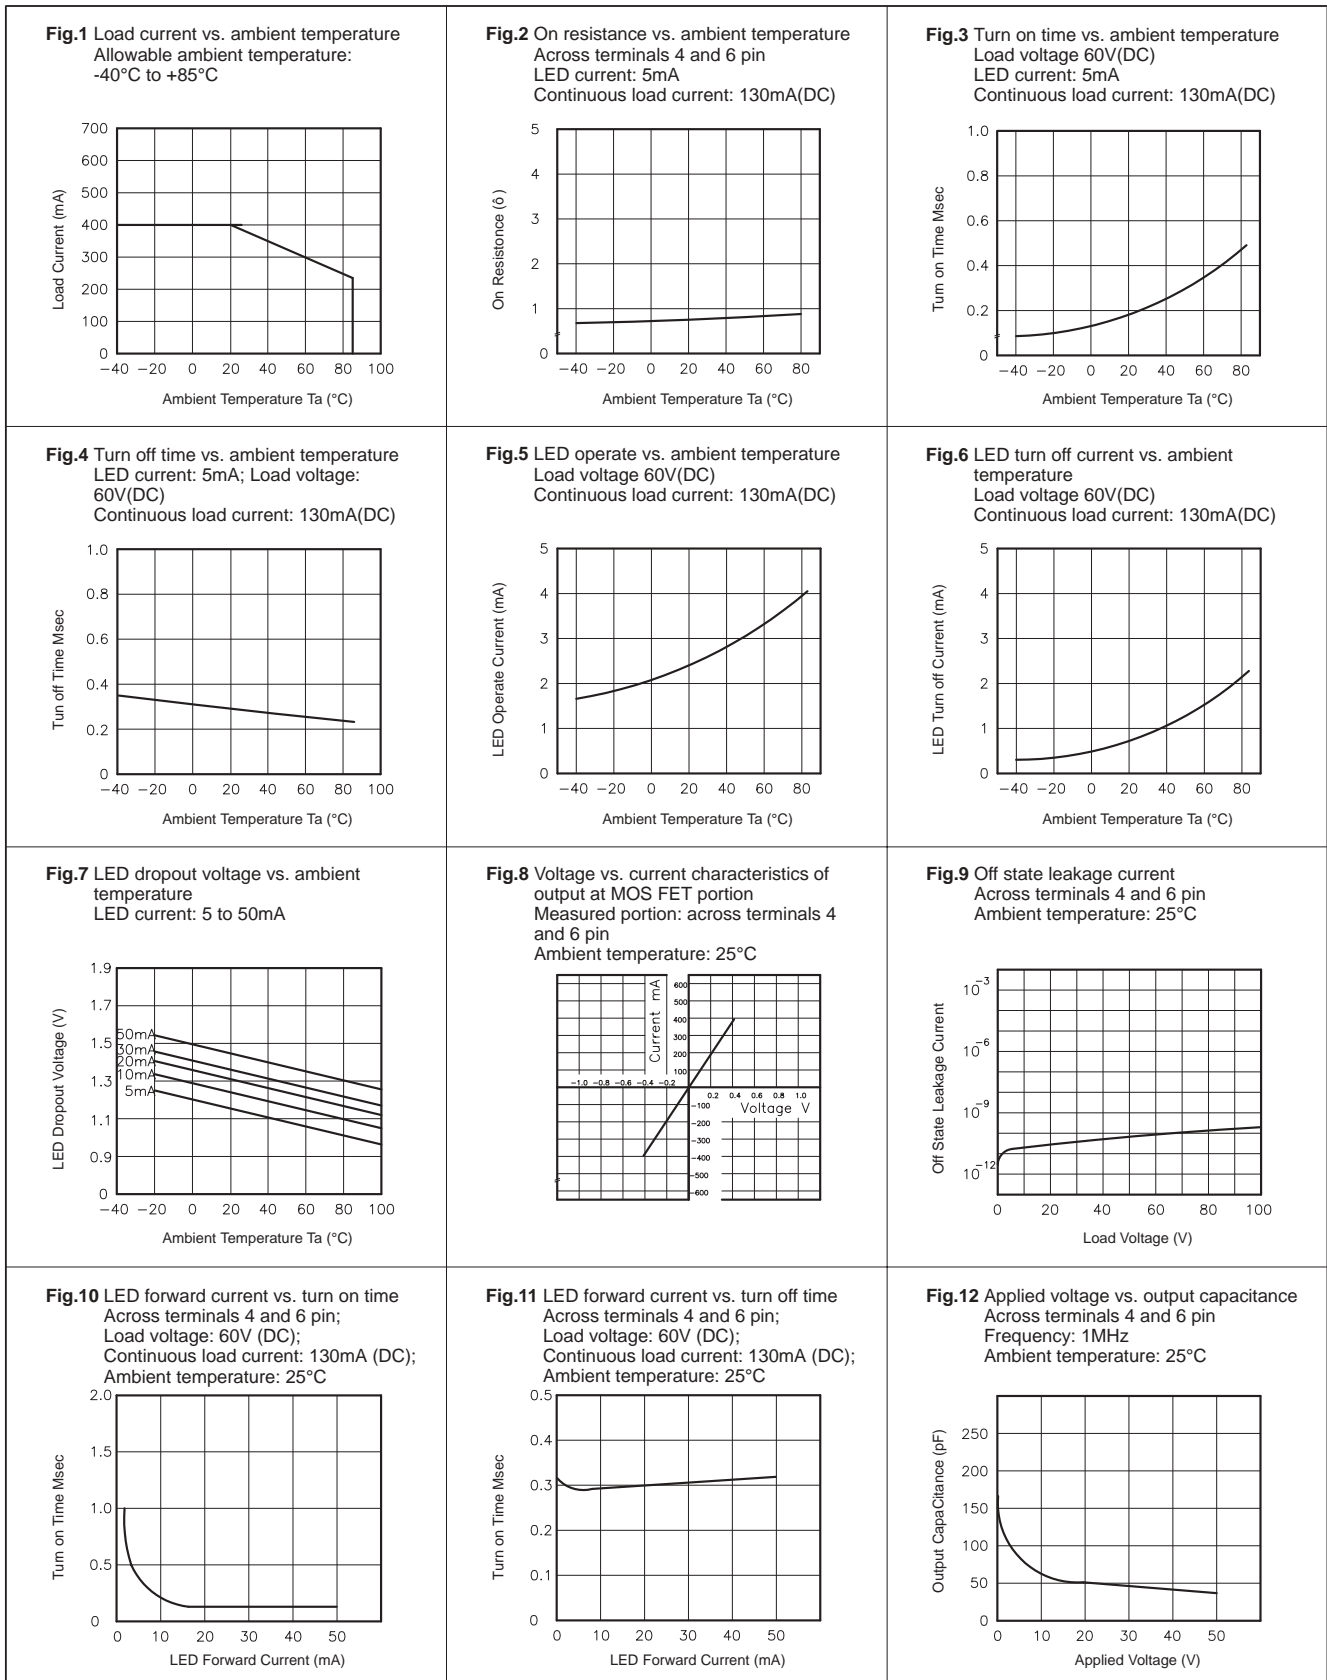 Fig.1 Load current vs. ambient temperature
Allowable ambient temperature:
-40°C to +85°C
700
600
500
400
300
200
100
0
Load Current (mA)
−40 −20 0 20 40 60 80 100
Ambient Temperature Ta (°C)
Fig.2 On resistance vs. ambient temperature
Across terminals 4 and 6 pin
LED current: 5mA
Continuous load current: 130mA(DC)
5
4
3
2
1
0
On Resistonce (ô)
−40 −20 0 20 40 60 80
Ambient Temperature Ta (°C)
Fig.3 Turn on time vs. ambient temperature
Load voltage 60V(DC)
LED current: 5mA
Continuous load current: 130mA(DC)
1.0
0.8
0.6
0.4
0.2
0
Turn on Time Msec
−40 −20 0 20 40 60 80
Ambient Temperature Ta (°C)
Fig.4 Turn off time vs. ambient temperature
LED current: 5mA; Load voltage:
60V(DC)
Continuous load current: 130mA(DC)
1.0
0.8
0.6
0.4
0.2
0
Tun off Time Msec
−40 −20 0 20 40 60 80 100
Ambient Temperature Ta (°C)
Fig.5 LED operate vs. ambient temperature
Load voltage 60V(DC)
Continuous load current: 130mA(DC)
5
4
3
2
1
0
LED Operate Current (mA)
−40 −20 0 20 40 60 80
Ambient Temperature Ta (°C)
Fig.6 LED turn off current vs. ambient
temperature
Load voltage 60V(DC)
Continuous load current: 130mA(DC)
5
4
3
2
1
0
LED Turn off Current (mA)
−40 −20 0 20 40 60 80
Ambient Temperature Ta (°C)
Fig.7 LED dropout voltage vs. ambient
temperature
LED current: 5 to 50mA
1.9
1.7
1.5
1.3
1.1
0.9
0
LED Dropout Voltage (V)
50mA
30mA
20mA
10mA
5mA
−40 −20 0 20 40 60 80 100
Ambient Temperature Ta (°C)
Fig.8 Voltage vs. current characteristics of
output at MOS FET portion
Measured portion: across terminals 4
and 6 pin
Ambient temperature: 25°C
Current mA
600
500
400
300
200
100
−1.0 −0.8 −0.6 −0.4 −0.2
0.2 0.4 0.6 0.8 1.0
Voltage V
−100
−200
−300
−400
−500
−600
Fig.9 Off state leakage current
Across terminals 4 and 6 pin
Ambient temperature: 25°C
10−3
10−6
10−9
10−12
Off State Leakage Current
0 20 40 60 80 100
Load Voltage (V)
Fig.10 LED forward current vs. turn on time
Across terminals 4 and 6 pin;
Load voltage: 60V (DC);
Continuous load current: 130mA (DC);
Ambient temperature: 25°C
2.0
1.5
1.0
0.5
0
Turn on Time Msec
0 10 20 30 40 50
LED Forward Current (mA)
Fig.11 LED forward current vs. turn off time
Across terminals 4 and 6 pin;
Load voltage: 60V (DC);
Continuous load current: 130mA (DC);
Ambient temperature: 25°C
0.5
0.4
0.3
0.2
0.1
0
Turn on Time Msec
0 10 20 30 40 50
LED Forward Current (mA)
Fig.12 Applied voltage vs. output capacitance
Across terminals 4 and 6 pin
Frequency: 1MHz
Ambient temperature: 25°C
250
200
150
100
50
0
Output CapaCitance (pF)
0 10 20 30 40 50
Applied Voltage (V)